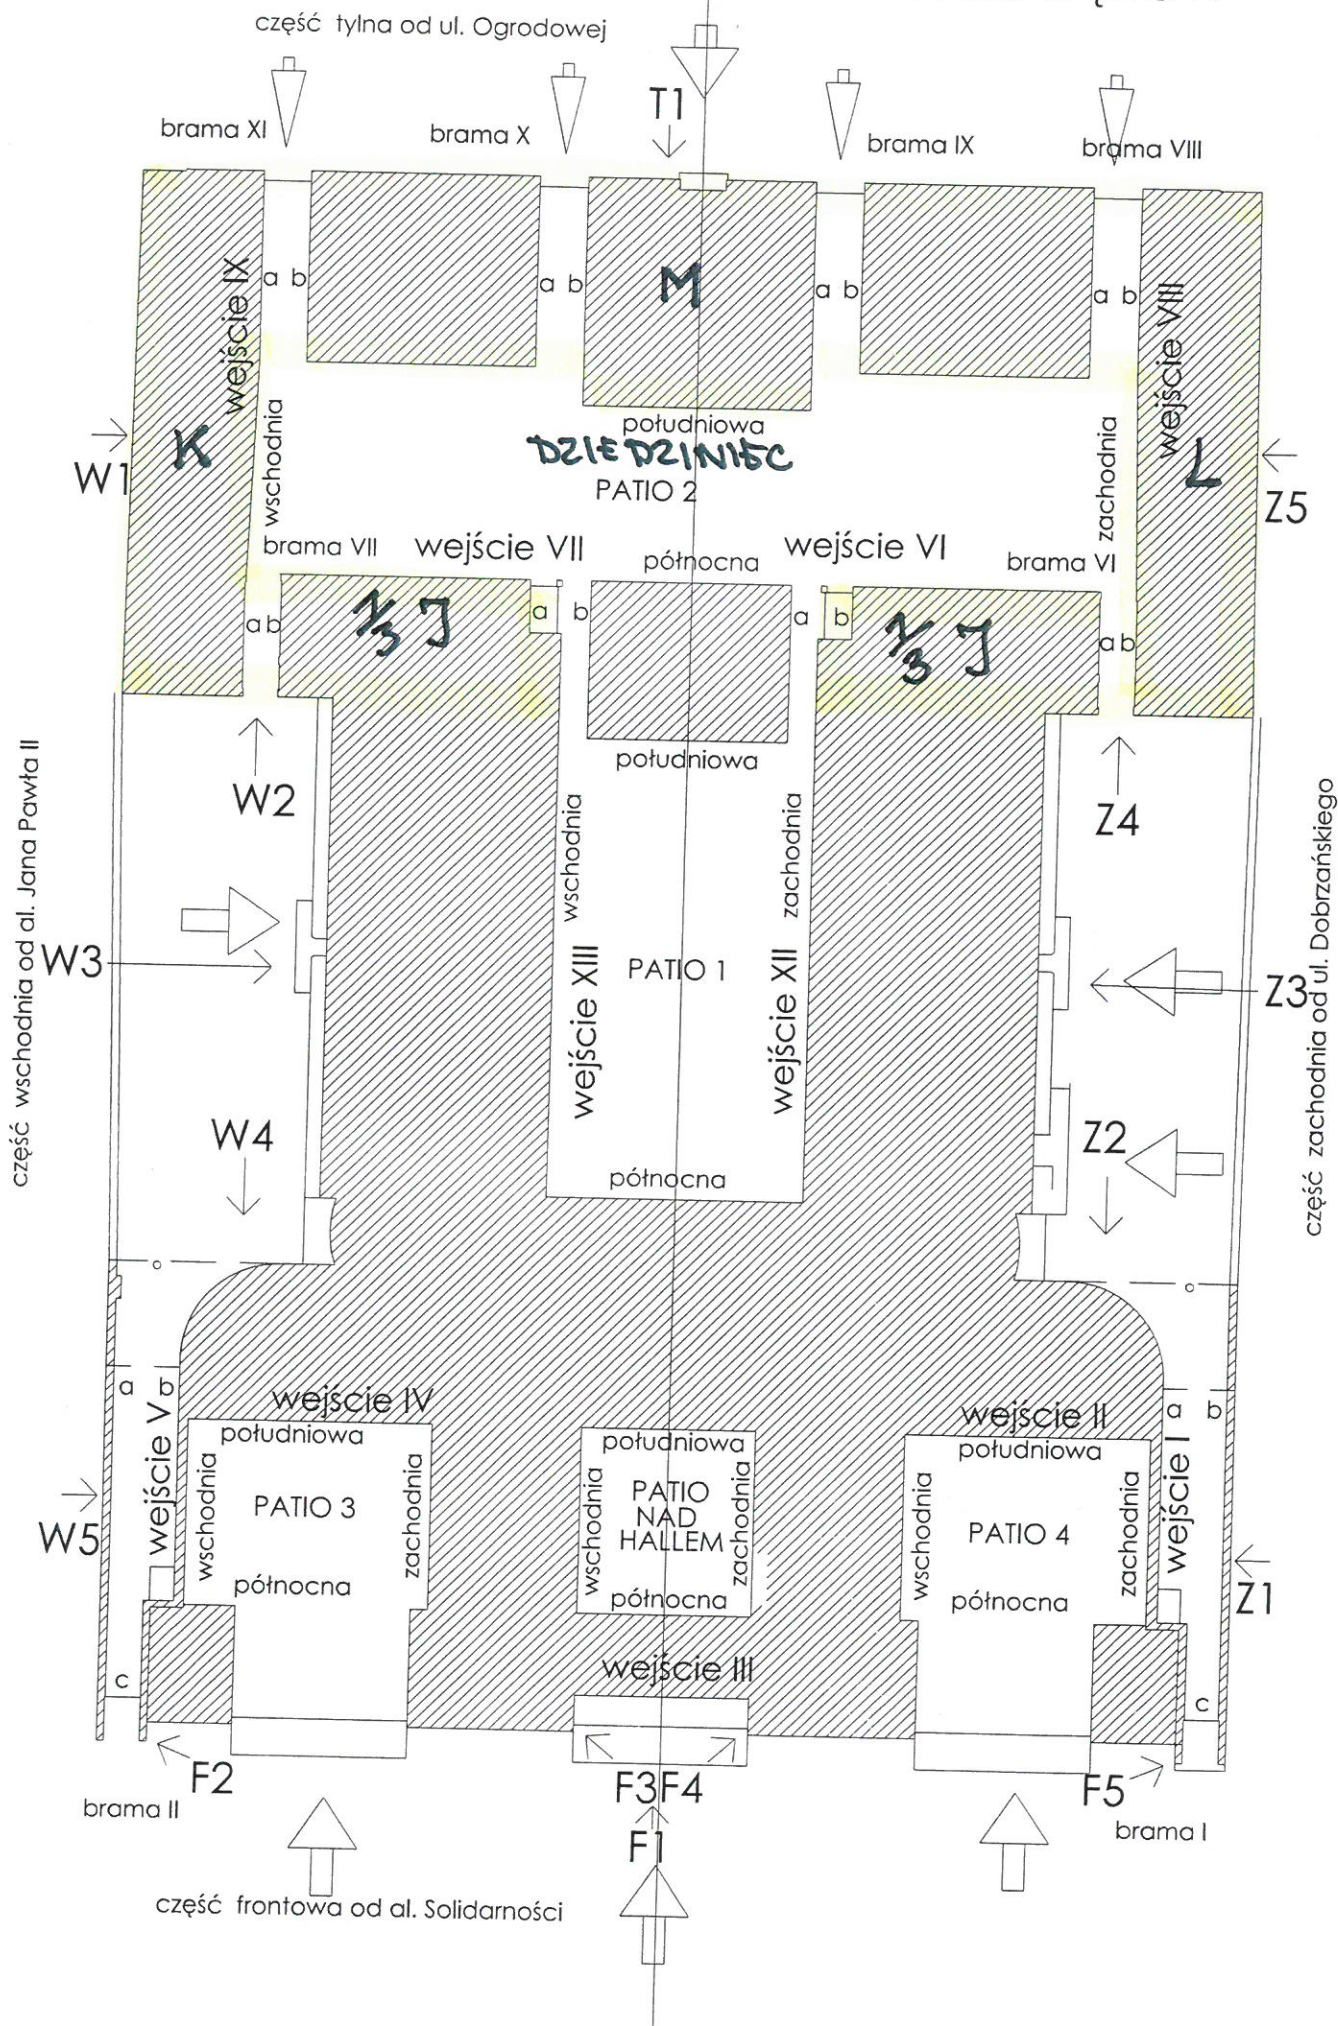 część tylna od ul. Ogrodowej
T1
brama XI
brama X
brama IX
brama VIII
a b
a b
a b
a b
M
wejście IX
wejście VIII
K
L
W1
wschodnia
południowa
DZIEDZINIEC
PATIO 2
zachodnia
Z5
brama VII
wejście VII
północna
wejście VI
brama VI
a b
1/3 J
a b
a b
1/3 J
a b
południowa
W2
Z4
część wschodnia od al. Jana Pawła II
część zachodnia od ul. Dobrzańskiego
wschodnia
zachodnia
W3
wejście XIII
PATIO 1
wejście XII
Z3
W4
Z2
północna
a b
wejście V
wejście IV
południowa
wschodnia
PATIO 3
zachodnia
północna
południowa
wschodnia
PATIO
NAD
HALLEM
zachodnia
północna
wejście II
południowa
wschodnia
PATIO 4
zachodnia
północna
a b
wejście I
W5
Z1
c
wejście III
c
F2
F3
F4
F5
brama II
F1
brama I
część frontowa od al. Solidarności